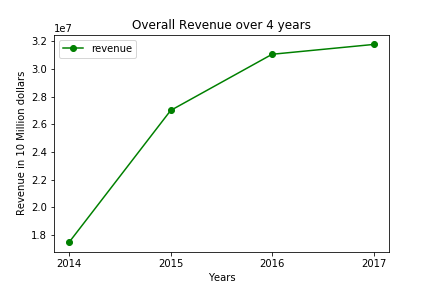 Overall Revenue over 4 years
1e7
revenue
3.2
3.0
2.8
2.6
2.4
2.2
2.0
1.8
Revenue in 10 Million dollars
2014 2015 2016 2017
Years